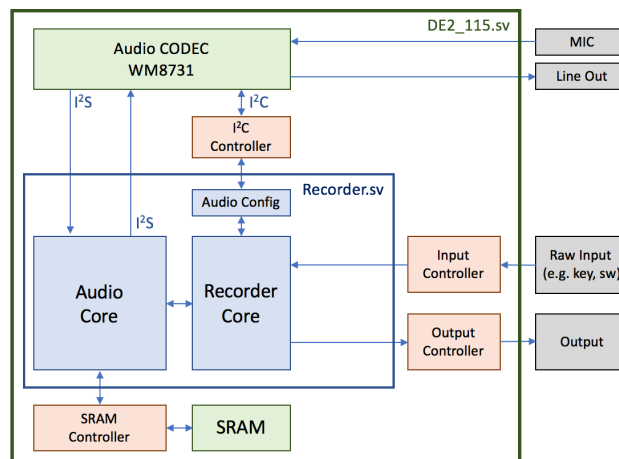 DE2_115.sv
Audio CODEC
WM8731
MIC
Line Out
I²S
I²C
I²C
Controller
Recorder.sv
Audio Config
I²S
Audio
Core
Recorder
Core
Input
Controller
Raw Input
(e.g. key, sw)
Output
Controller
Output
SRAM
Controller
SRAM